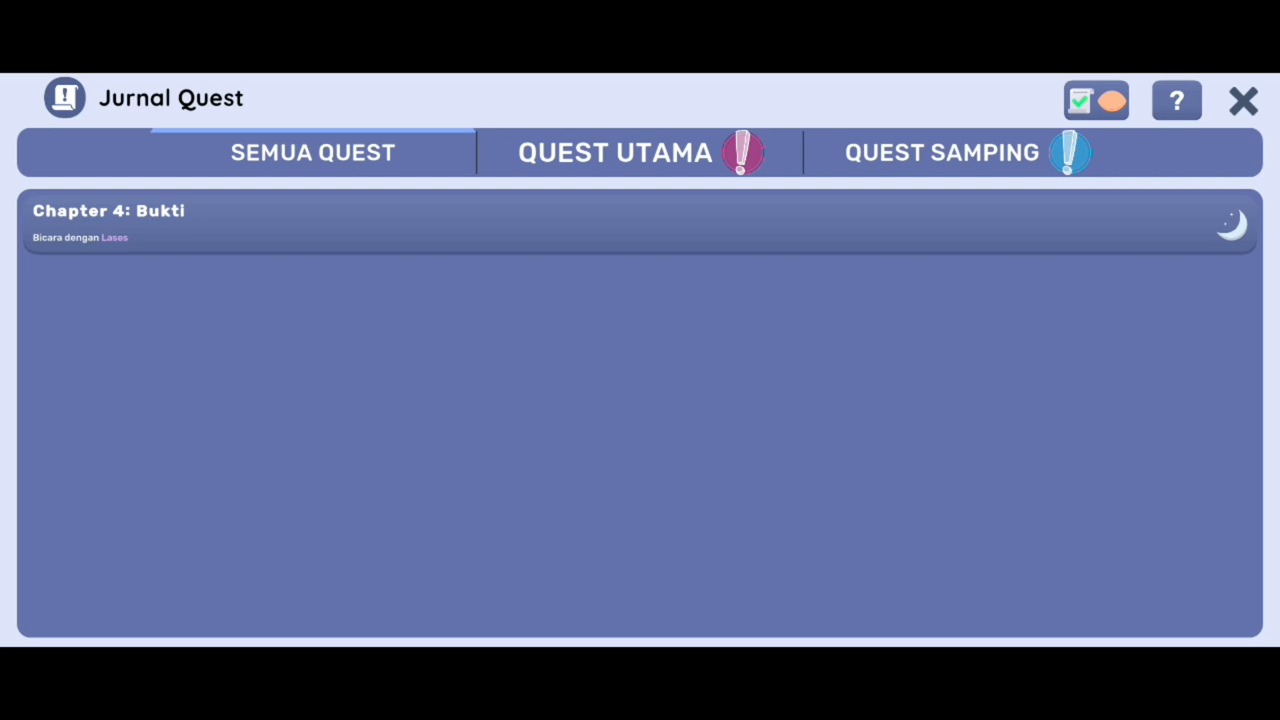 Jurnal Quest
?
SEMUA QUEST
QUEST UTAMA
QUEST SAMPING
Chapter 4: Bukti
Bicara dengan Lases